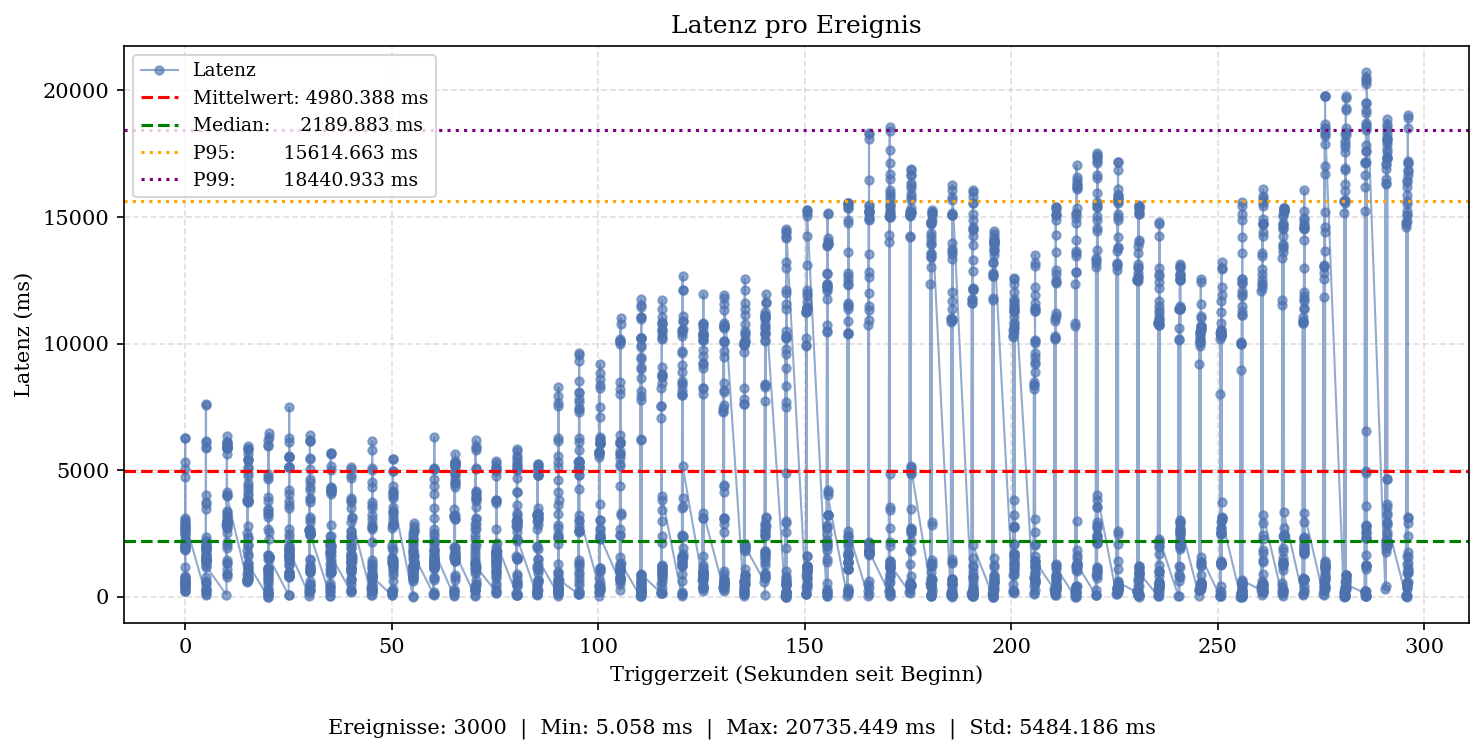 Latenz pro Ereignis
Latenz
Mittelwert: 4980.388 ms
Median: 2189.883 ms
P95: 15614.663 ms
P99: 18440.933 ms
Latenz (ms)
20000
15000
10000
5000
0
0 50 100 150 200 250 300
Triggerzeit (Sekunden seit Beginn)
Ereignisse: 3000 | Min: 5.058 ms | Max: 20735.449 ms | Std: 5484.186 ms